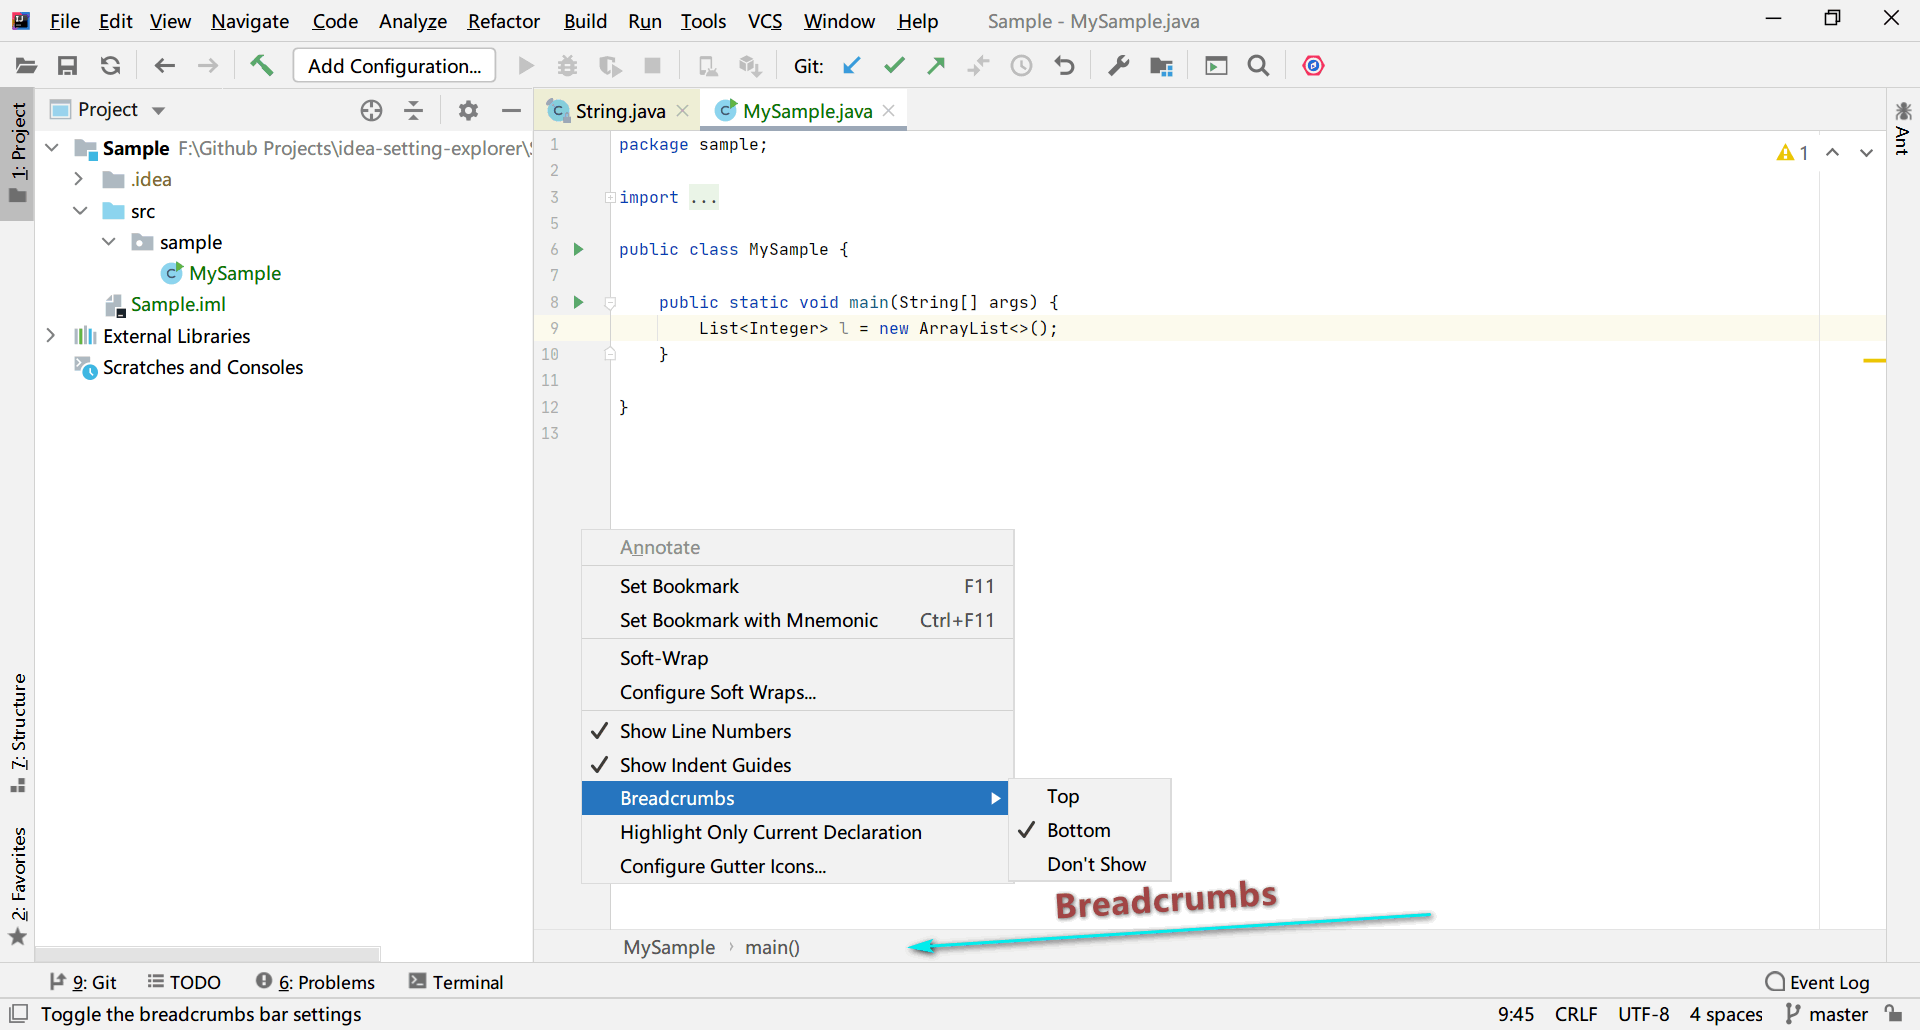 File Edit View Navigate Code Analyze Refactor Build Run Tools VCS Window Help Sample - MySample.java
Add Configuration... Git:
1: Project
7: Structure
2: Favorites
Project
Sample F:\Github Projects\idea-setting-explorer\
.idea
src
sample
MySample
Sample.iml
External Libraries
Scratches and Consoles
String.java MySample.java
1 package sample;
2
3 import ...
5
6 public class MySample {
7
8 public static void main(String[] args) {
9 List<Integer> l = new ArrayList<>();
10 }
11
12 }
13
1
Ant
Annotate
Set Bookmark F11
Set Bookmark with Mnemonic Ctrl+F11
Soft-Wrap
Configure Soft Wraps...
Show Line Numbers
Show Indent Guides
Breadcrumbs
Highlight Only Current Declaration
Configure Gutter Icons...
Top
Bottom
Don't Show
Breadcrumbs
MySample › main()
9: Git TODO 6: Problems Terminal Event Log
Toggle the breadcrumbs bar settings 9:45 CRLF UTF-8 4 spaces master